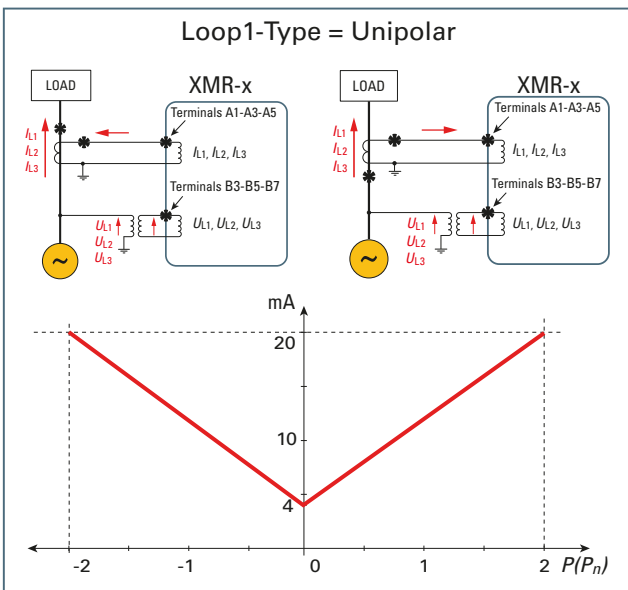 Loop1-Type = Unipolar
LOAD
XMR-x
Terminals A1-A3-A5
IL1
IL2
IL3
IL1, IL2, IL3
Terminals B3-B5-B7
UL1
UL2
UL3
UL1, UL2, UL3
~
LOAD
XMR-x
Terminals A1-A3-A5
IL1
IL2
IL3
IL1, IL2, IL3
Terminals B3-B5-B7
UL1
UL2
UL3
UL1, UL2, UL3
~
mA
20
10
4
-2 -1 0 1 2 P(Pn)